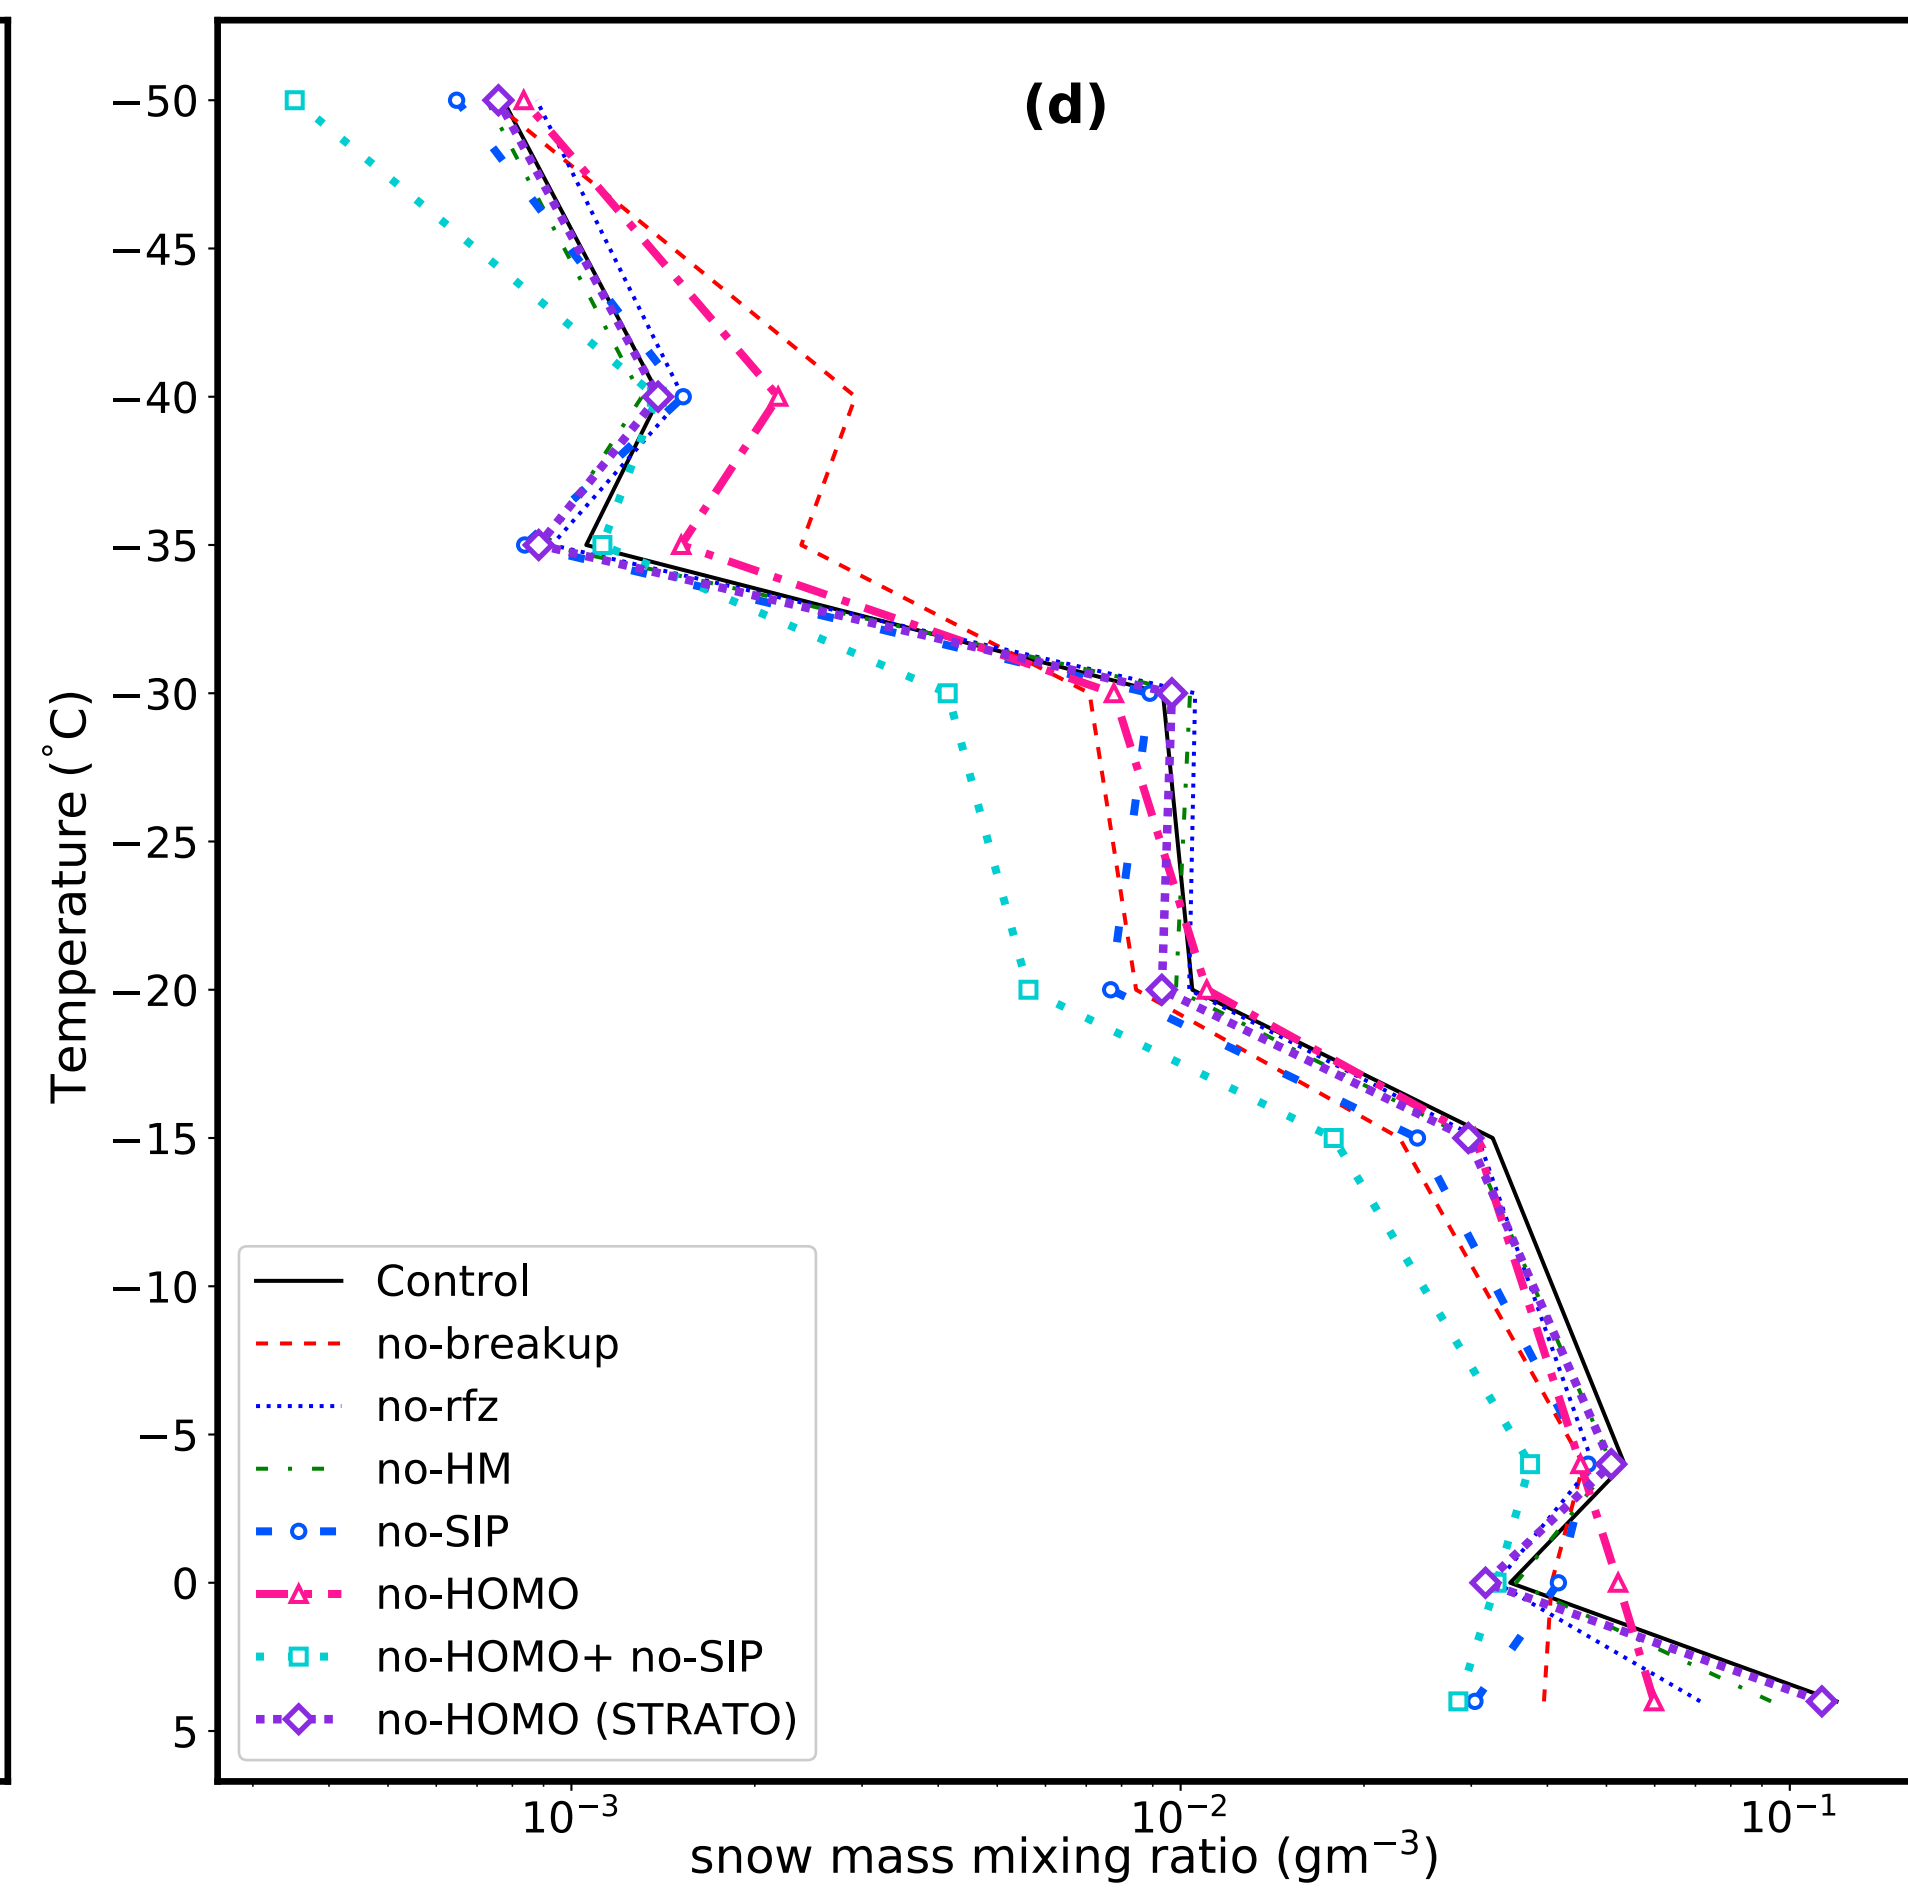 (d)
−50
−45
−40
−35
−30
−25
−20
−15
−10
−5
0
5
Temperature (°C)
Control
no-breakup
no-rfz
no-HM
no-SIP
no-HOMO
no-HOMO+ no-SIP
no-HOMO (STRATO)
10⁻³ 10⁻² 10⁻¹
snow mass mixing ratio (gm⁻³)